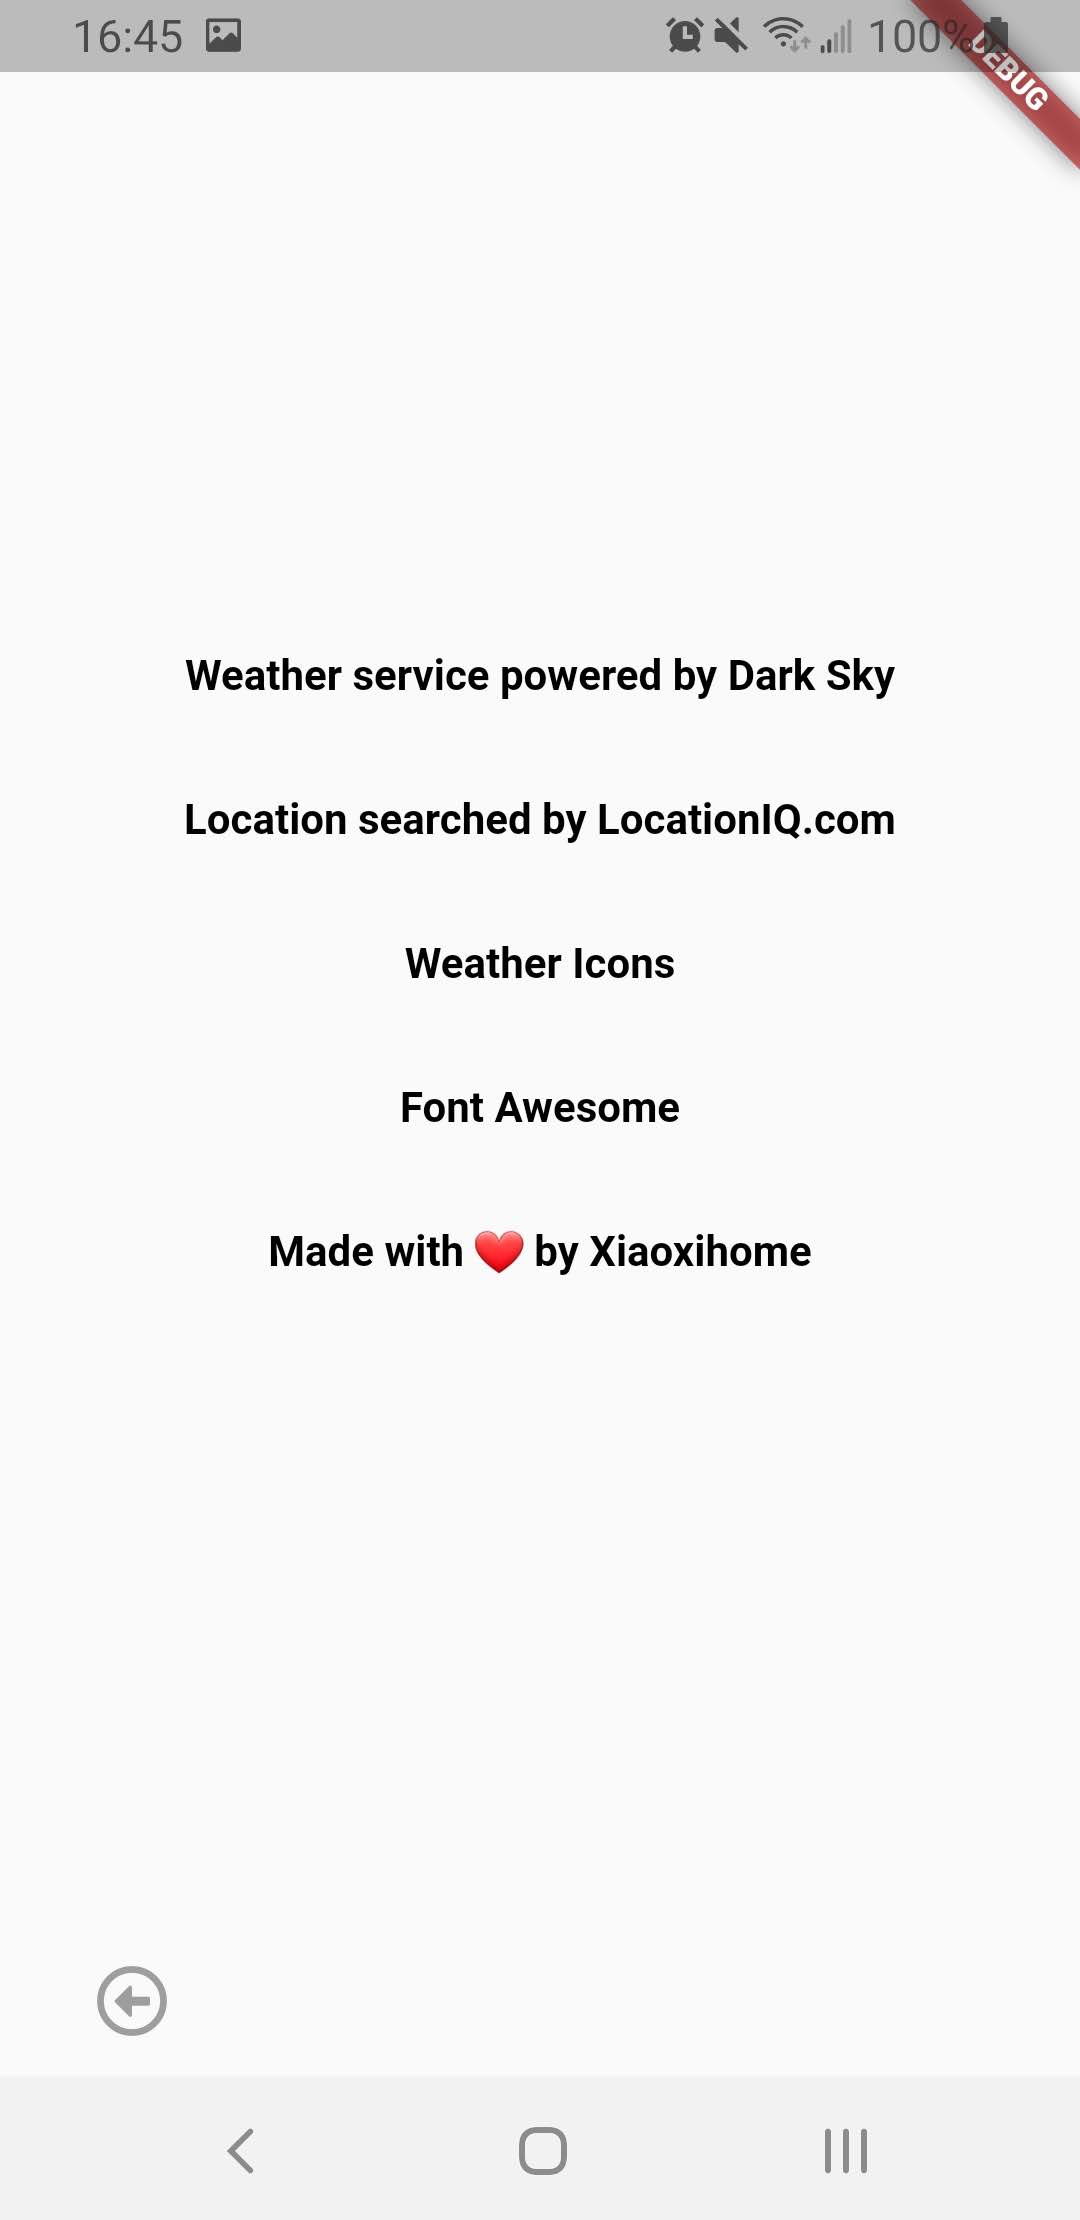 16:45 100%
DEBUG
Weather service powered by Dark Sky
Location searched by LocationIQ.com
Weather Icons
Font Awesome
Made with ❤️ by Xiaoxihome